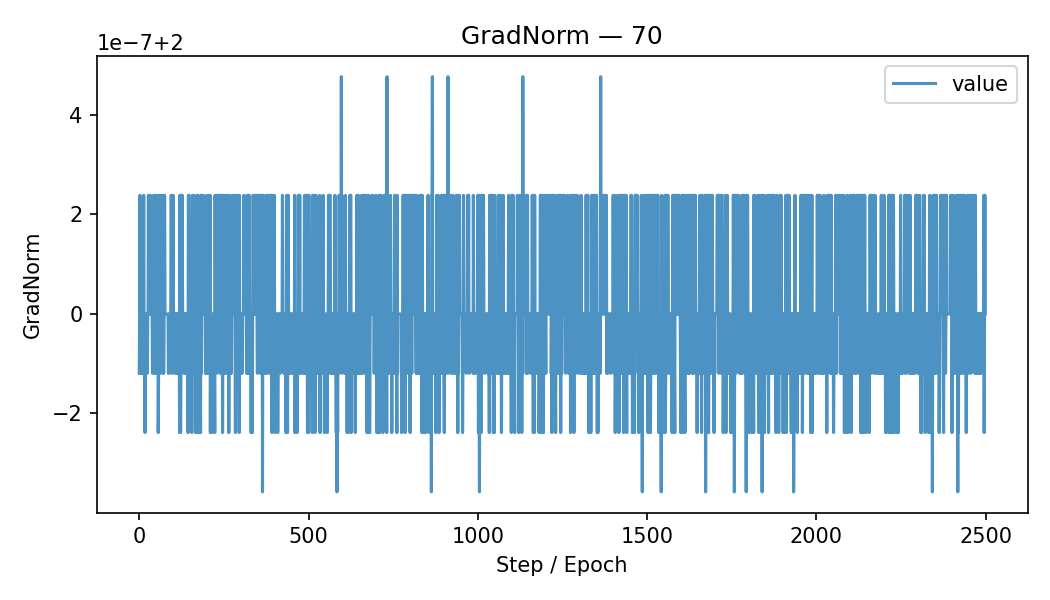 GradNorm — 70
1e−7+2
value
4
2
0
−2
GradNorm
0 500 1000 1500 2000 2500
Step / Epoch